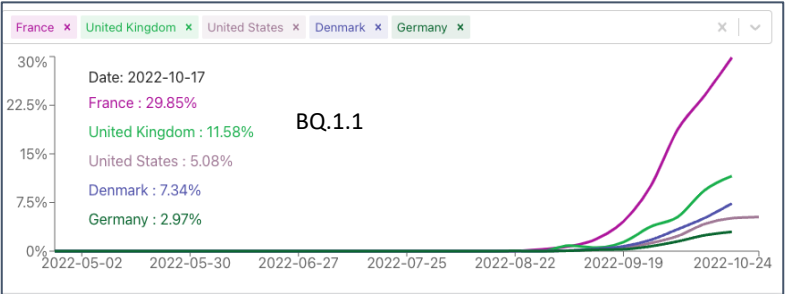 France × United Kingdom × United States × Denmark × Germany ×
30%
Date: 2022-10-17
France : 29.85%
22.5%
BQ.1.1
United Kingdom : 11.58%
15%
United States : 5.08%
Denmark : 7.34%
7.5%
Germany : 2.97%
0%
2022-05-02 2022-05-30 2022-06-27 2022-07-25 2022-08-22 2022-09-19 2022-10-24